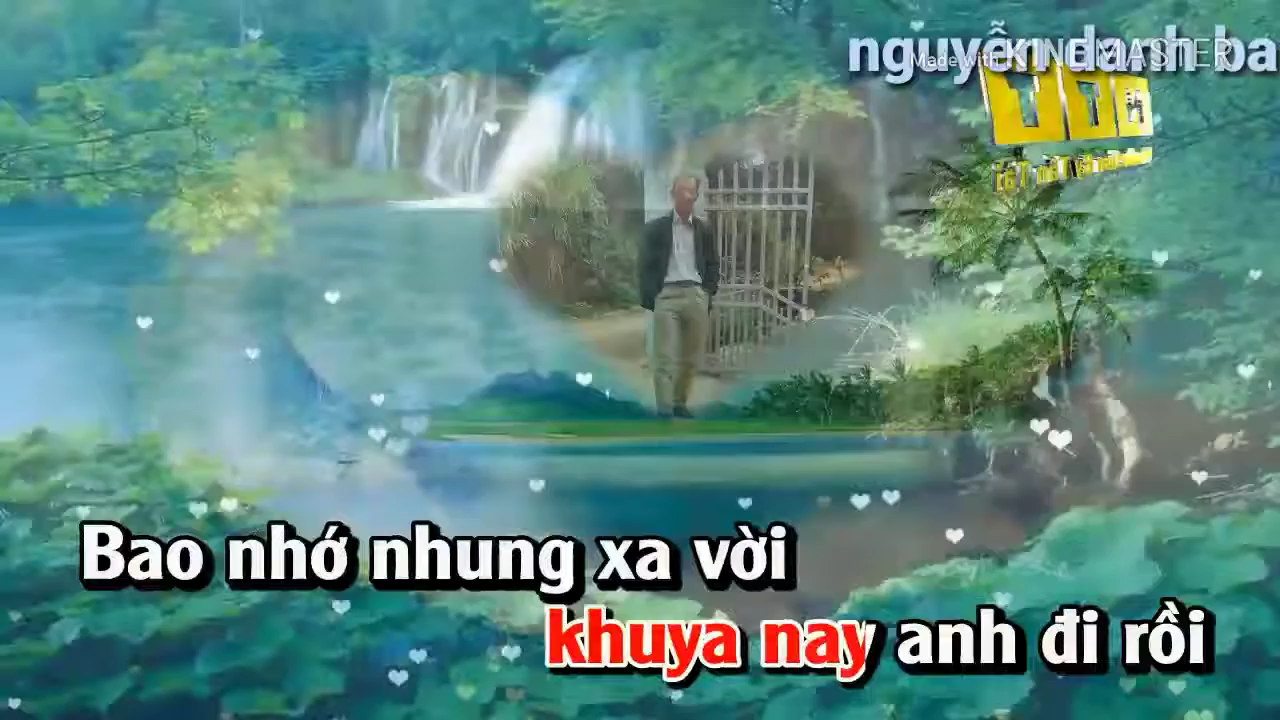 nguyễn danh ba
Made with KINEMASTER
Bao nhớ nhung xa vời
khuya nay anh đi rồi